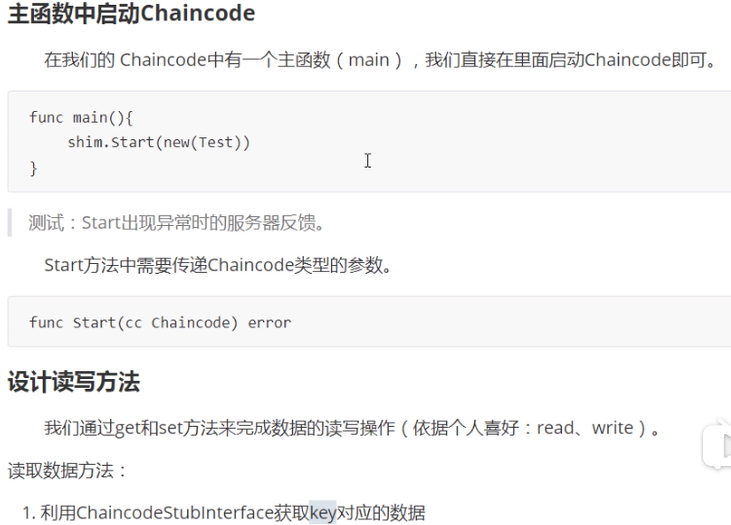 主函数中启动Chaincode
在我们的 Chaincode中有一个主函数（main），我们直接在里面启动Chaincode即可。
func main(){
shim.Start(new(Test))
}
测试：Start出现异常时的服务器反馈。
Start方法中需要传递Chaincode类型的参数。
func Start(cc Chaincode) error
设计读写方法
我们通过get和set方法来完成数据的读写操作（依据个人喜好：read、write）。
读取数据方法：
1. 利用ChaincodeStubInterface获取key对应的数据